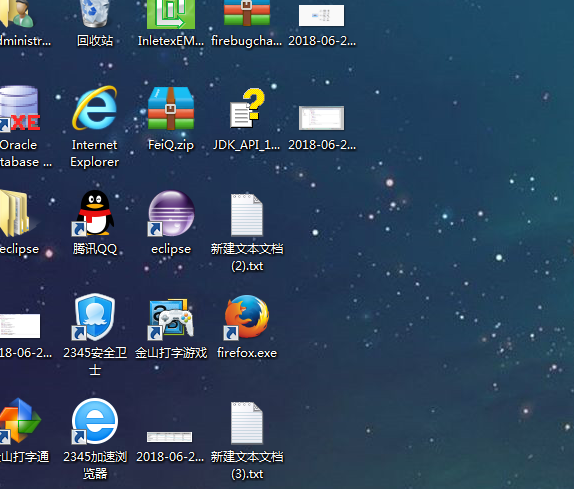 dministr...
回收站
InletexEM...
firebugcha...
2018-06-2...
Oracle
tabase ...
XE
Internet
Explorer
FeiQ.zip
JDK_API_1...
2018-06-2...
eclipse
腾讯QQ
eclipse
新建文本文档
(2).txt
18-06-2...
2345安全卫
士
金山打字游戏
firefox.exe
山打字通
2345加速浏
览器
2018-06-2...
新建文本文档
(3).txt